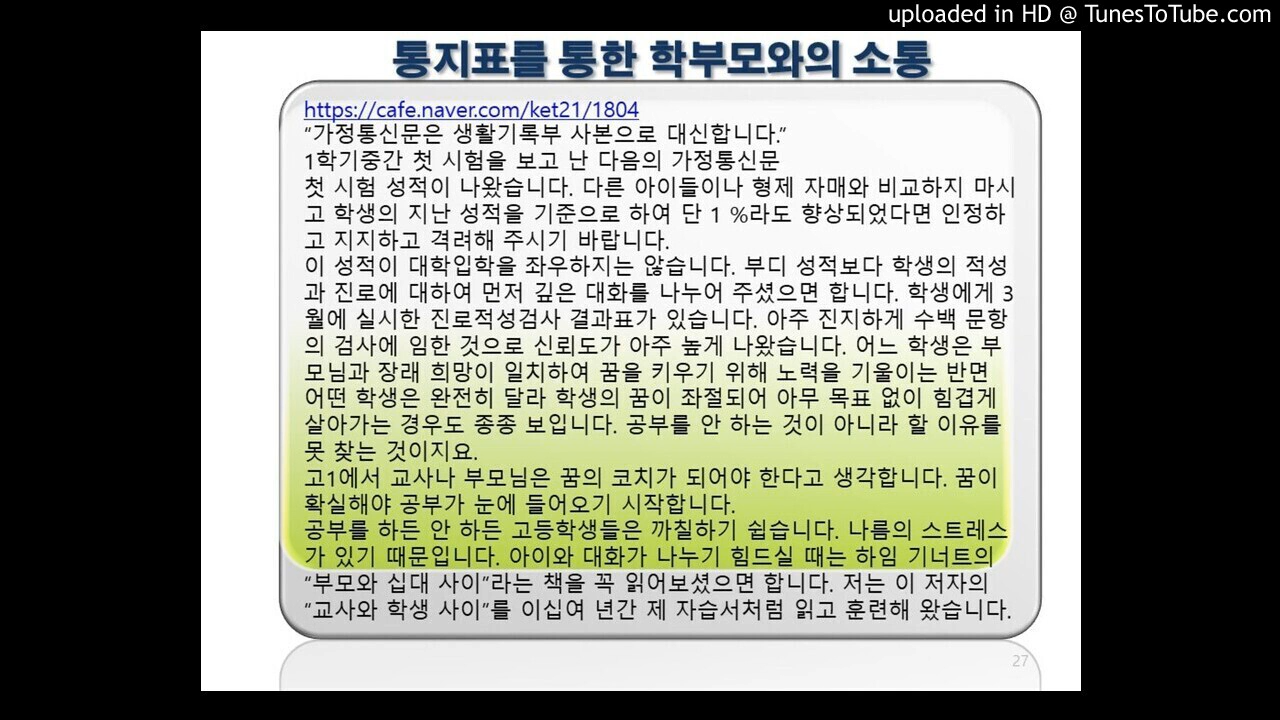 uploaded in HD @ TunesToTube.com
통지표를 통한 학부모와의 소통
https://cafe.naver.com/ket21/1804
"가정통신문은 생활기록부 사본으로 대신합니다."
1학기중간 첫 시험을 보고 난 다음의 가정통신문
첫 시험 성적이 나왔습니다. 다른 아이들이나 형제 자매와 비교하지 마시
고 학생의 지난 성적을 기준으로 하여 단 1 %라도 향상되었다면 인정하
고 지지하고 격려해 주시기 바랍니다.
이 성적이 대학입학을 좌우하지는 않습니다. 부디 성적보다 학생의 적성
과 진로에 대하여 먼저 깊은 대화를 나누어 주셨으면 합니다. 학생에게 3
월에 실시한 진로적성검사 결과표가 있습니다. 아주 진지하게 수백 문항
의 검사에 임한 것으로 신뢰도가 아주 높게 나왔습니다. 어느 학생은 부
모님과 장래 희망이 일치하여 꿈을 키우기 위해 노력을 기울이는 반면
어떤 학생은 완전히 달라 학생의 꿈이 좌절되어 아무 목표 없이 힘겹게
살아가는 경우도 종종 보입니다. 공부를 안 하는 것이 아니라 할 이유를
못 찾는 것이지요.
고1에서 교사나 부모님은 꿈의 코치가 되어야 한다고 생각합니다. 꿈이
확실해야 공부가 눈에 들어오기 시작합니다.
공부를 하든 안 하든 고등학생들은 까칠하기 쉽습니다. 나름의 스트레스
가 있기 때문입니다. 아이와 대화가 나누기 힘드실 때는 하임 기너트의
"부모와 십대 사이"라는 책을 꼭 읽어보셨으면 합니다. 저는 이 저자의
"교사와 학생 사이"를 이십여 년간 제 자습서처럼 읽고 훈련해 왔습니다.
27